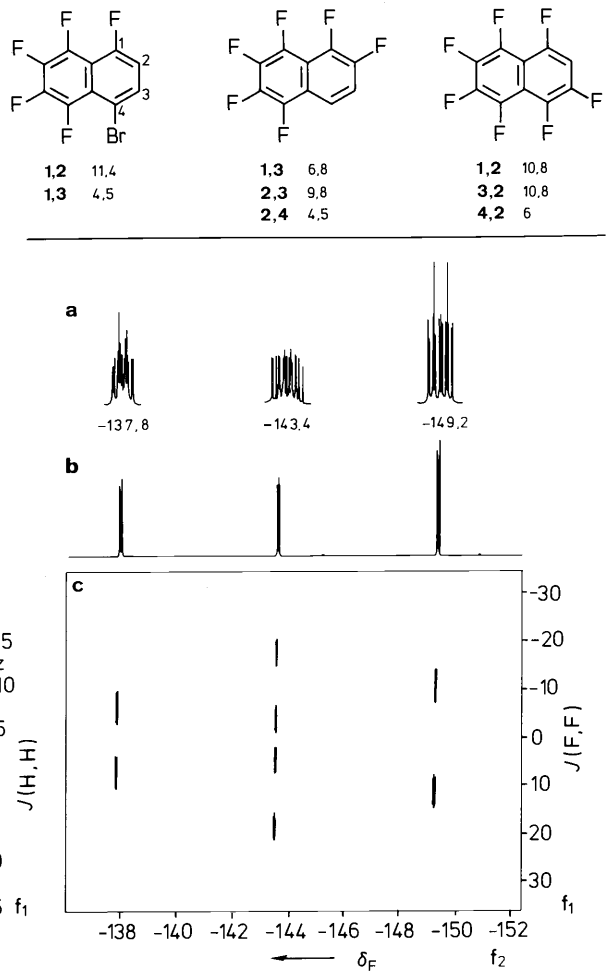 F F F F F F
F 1 2 F F F
F 3 F F F
F 4 F F F F
Br
1,2 11,4 1,3 6,8 1,2 10,8
1,3 4,5 2,3 9,8 3,2 10,8
2,4 4,5 4,2 6
a
-137,8 -143,4 -149,2
b
c
-30
-20
-10
0
10
20
30
J(F,F)
f1
5
z
10
5
J(H,H)
f1
-138 -140 -142 -144 -146 -148 -150 -152
δF f2